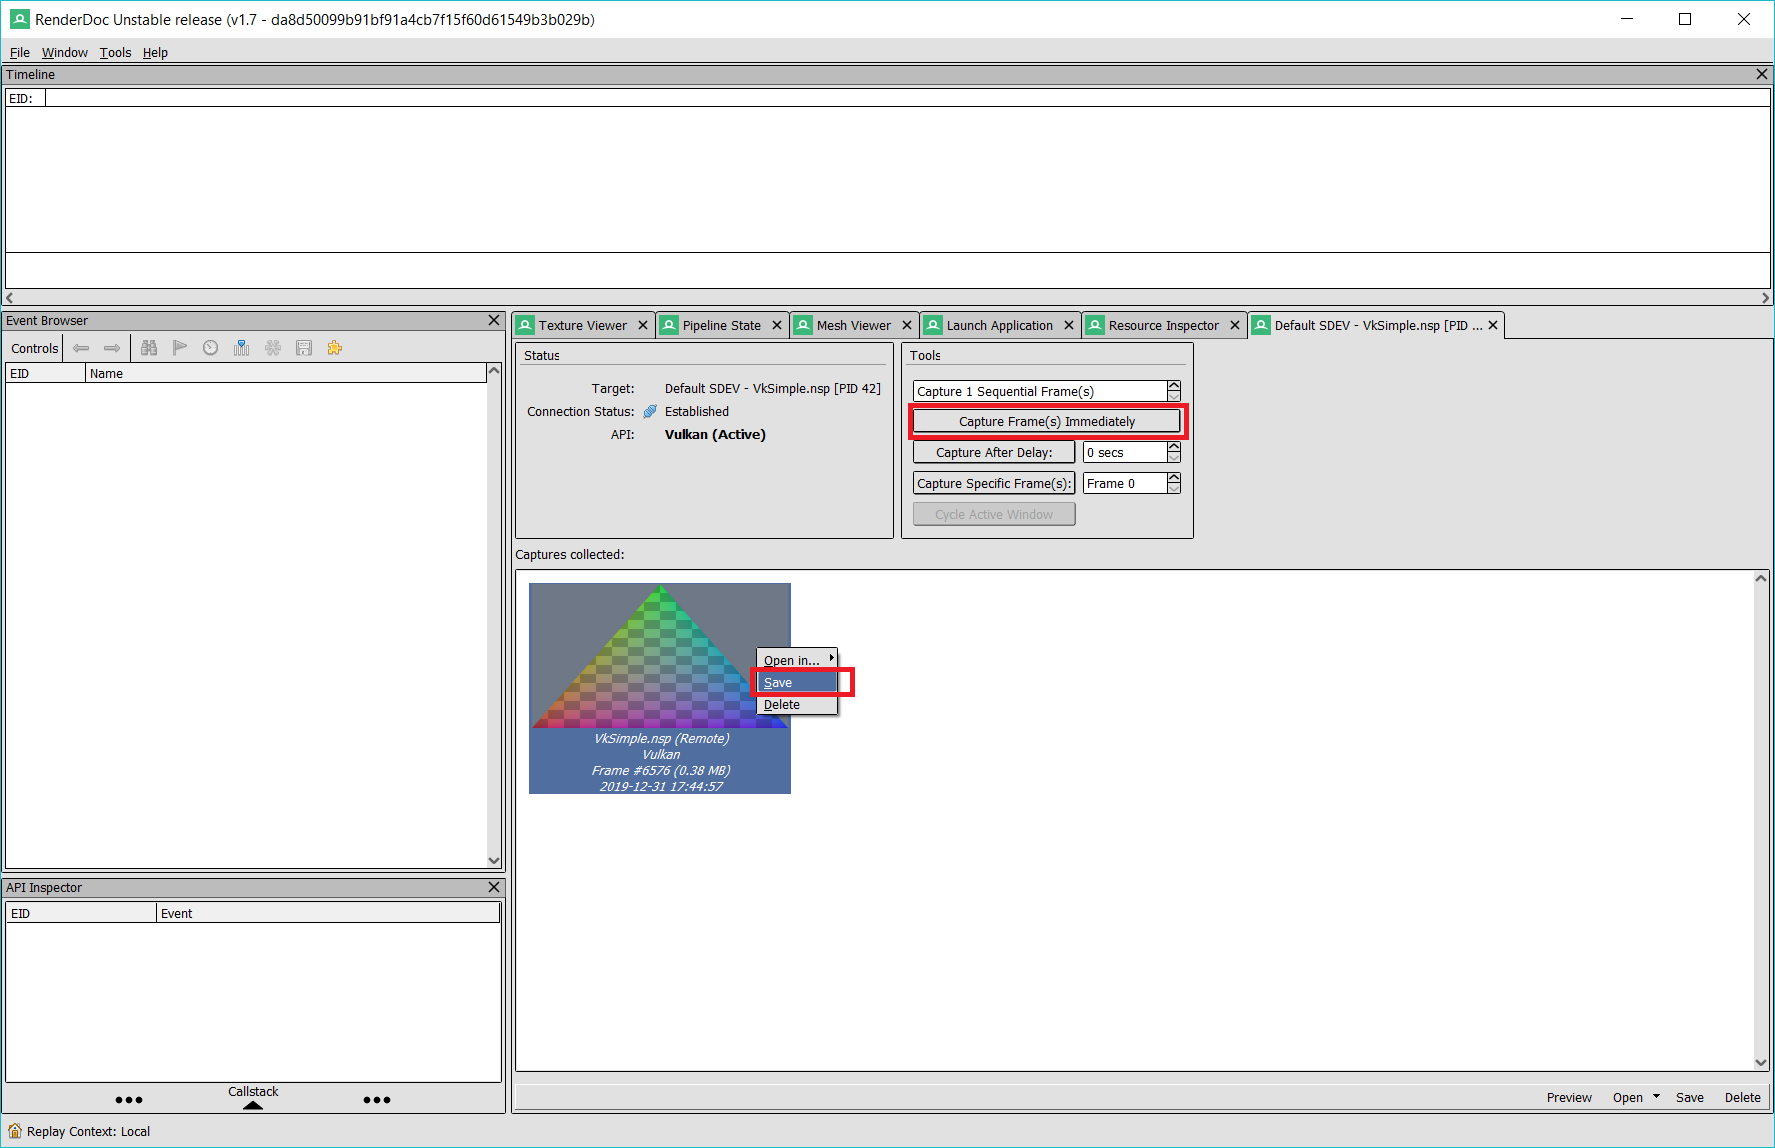 RenderDoc Unstable release (v1.7 - da8d50099b91bf91a4cb7f15f60d61549b3b029b)
File Window Tools Help
Timeline
EID:
Event Browser
Controls
EID Name
API Inspector
EID Event
Callstack
Texture Viewer Pipeline State Mesh Viewer Launch Application Resource Inspector Default SDEV - VkSimple.nsp [PID ...
Status
Target: Default SDEV - VkSimple.nsp [PID 42]
Connection Status: Established
API: Vulkan (Active)
Tools
Capture 1 Sequential Frame(s)
Capture Frame(s) Immediately
Capture After Delay: 0 secs
Capture Specific Frame(s): Frame 0
Cycle Active Window
Captures collected:
Open in...
Save
Delete
VkSimple.nsp (Remote)
Vulkan
Frame #6576 (0.38 MB)
2019-12-31 17:44:57
Preview Open Save Delete
Replay Context: Local